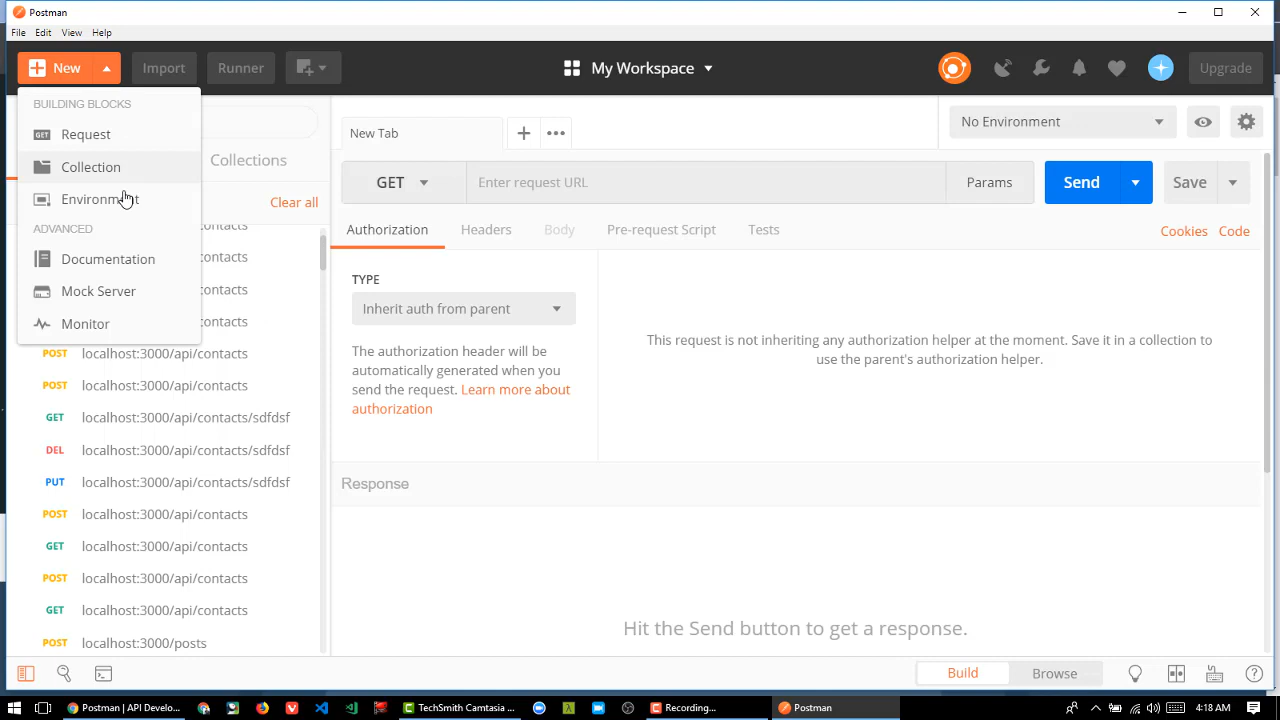 Postman
File Edit View Help
New
Import
Runner
My Workspace
Upgrade
BUILDING BLOCKS
GET Request
Collection
Environment
ADVANCED
Documentation
Mock Server
Monitor
Collections
Clear all
contacts
contacts
contacts
contacts
POST localhost:3000/api/contacts
POST localhost:3000/api/contacts
GET localhost:3000/api/contacts/sdfdsf
DEL localhost:3000/api/contacts/sdfdsf
PUT localhost:3000/api/contacts/sdfdsf
POST localhost:3000/api/contacts
GET localhost:3000/api/contacts
POST localhost:3000/api/contacts
GET localhost:3000/api/contacts
POST localhost:3000/posts
New Tab
No Environment
GET
Enter request URL
Params
Send
Save
Authorization Headers Body Pre-request Script Tests
Cookies Code
TYPE
Inherit auth from parent
The authorization header will be
automatically generated when you
send the request. Learn more about
authorization
This request is not inheriting any authorization helper at the moment. Save it in a collection to
use the parent's authorization helper.
Response
Hit the Send button to get a response.
Build
Browse
Postman | API Develo...
TechSmith Camtasia ...
Recording...
Postman
4:18 AM